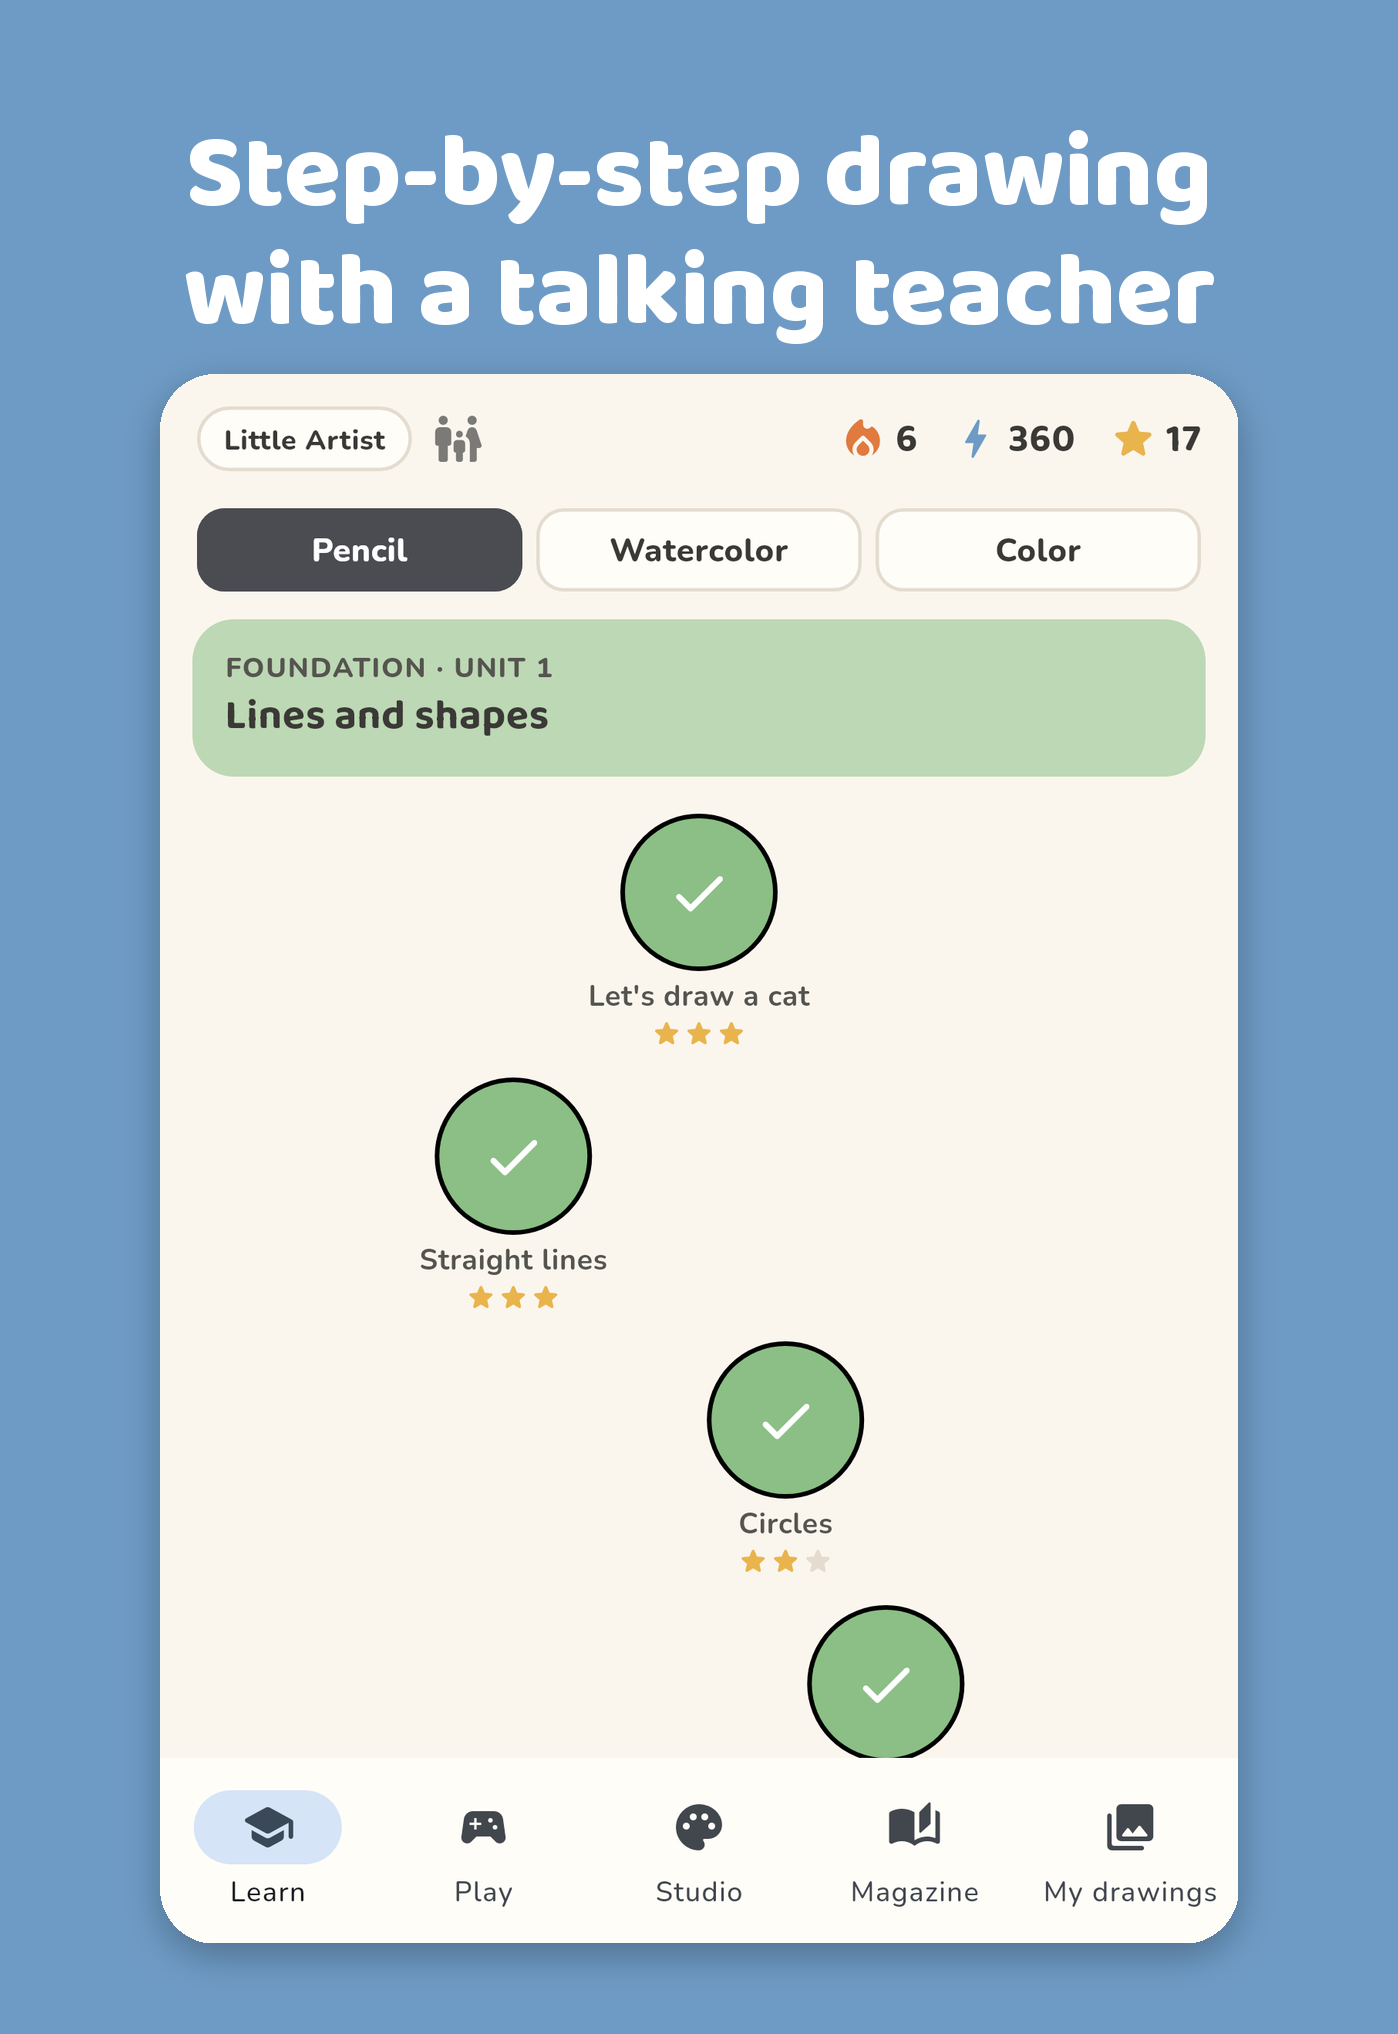 Step-by-step drawing
with a talking teacher
Little Artist
6
360
17
Pencil
Watercolor
Color
FOUNDATION · UNIT 1
Lines and shapes
Let's draw a cat
Straight lines
Circles
Learn
Play
Studio
Magazine
My drawings